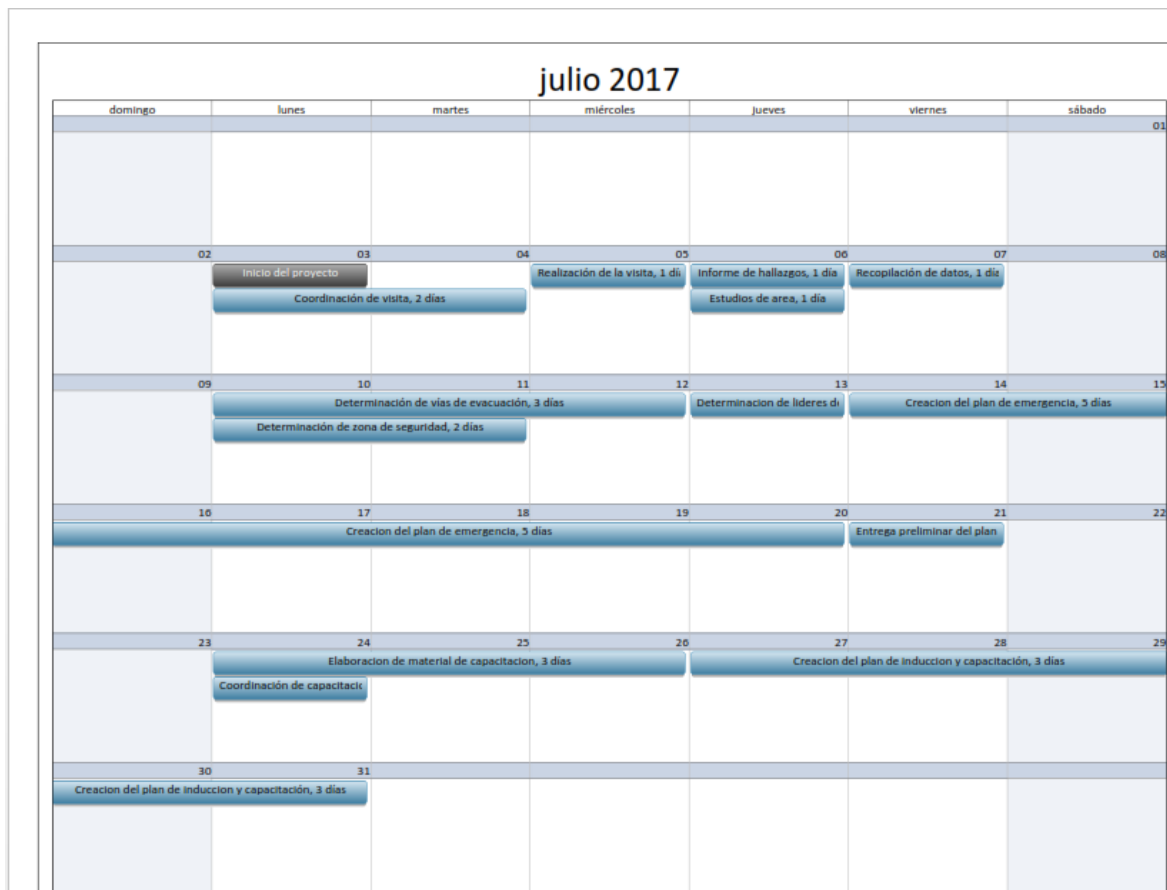 julio 2017
domingo lunes martes miércoles jueves viernes sábado
01
02 03 04 05 06 07 08
Inicio del proyecto Realización de la visita, 1 día Informe de hallazgos, 1 día Recopilación de datos, 1 día
Coordinación de visita, 2 días Estudios de area, 1 día
09 10 11 12 13 14 15
Determinación de vías de evacuación, 3 días Determinacion de lideres d Creacion del plan de emergencia, 5 días
Determinación de zona de seguridad, 2 días
16 17 18 19 20 21 22
Creacion del plan de emergencia, 5 días Entrega preliminar del plan
23 24 25 26 27 28 29
Elaboracion de material de capacitacion, 3 días Creacion del plan de induccion y capacitación, 3 días
Coordinación de capacitacio
30 31
Creacion del plan de induccion y capacitación, 3 días